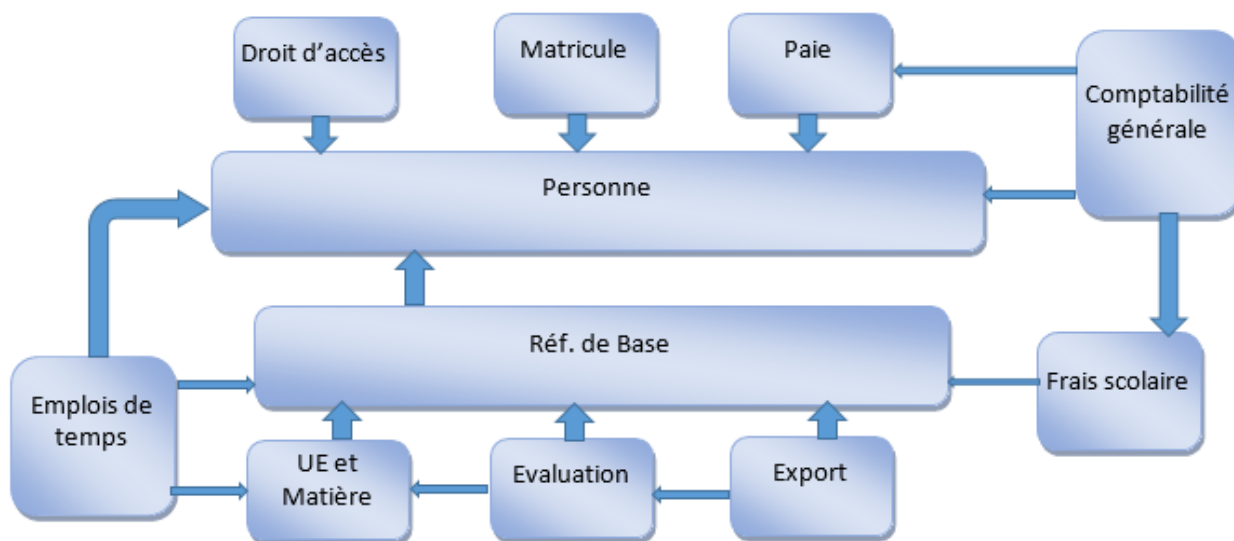 Droit d’accès
Matricule
Paie
Comptabilité
générale
Personne
Réf. de Base
Frais scolaire
Emplois de
temps
UE et
Matière
Evaluation
Export